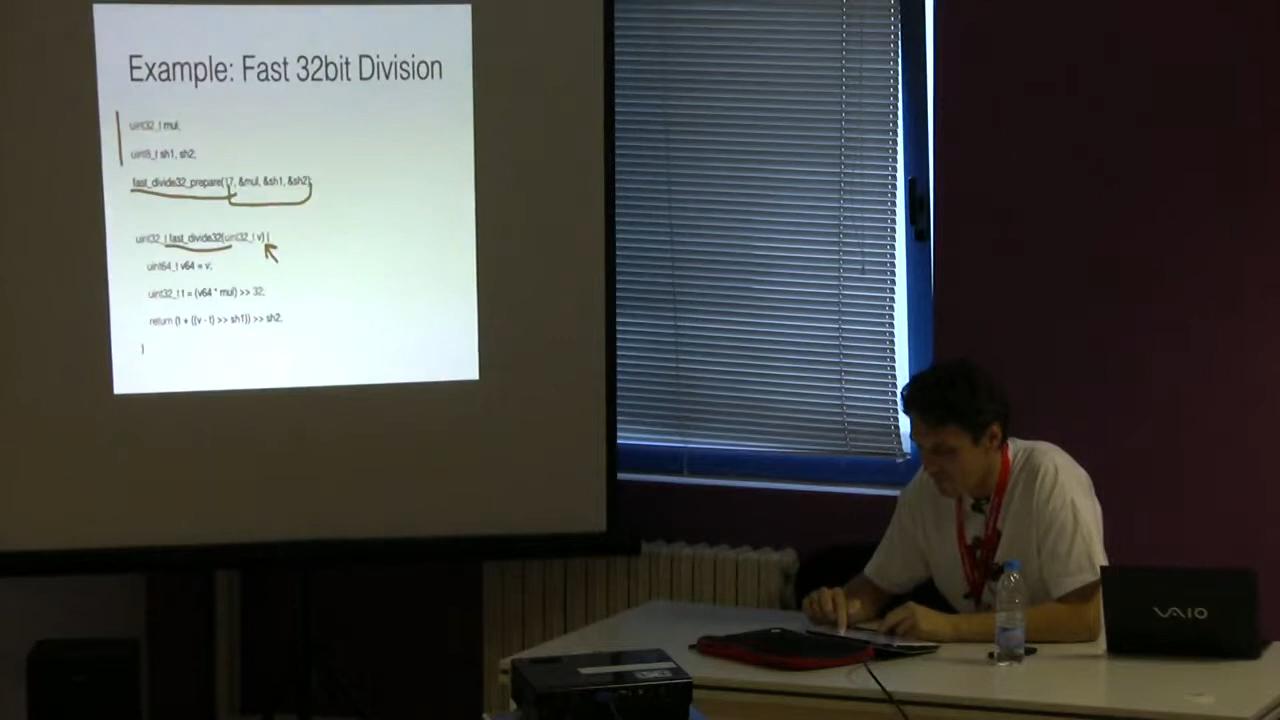 Example: Fast 32bit Division
uint32_t mul;
uint8_t sh1, sh2;
fast_divide32_prepare(17, &mul, &sh1, &sh2);
uint32_t fast_divide32(uint32_t v) {
uint64_t v64 = v;
uint32_t t = (v64 * mul) >> 32;
return (t + ((v - t) >> sh1)) >> sh2;
}
VAIO